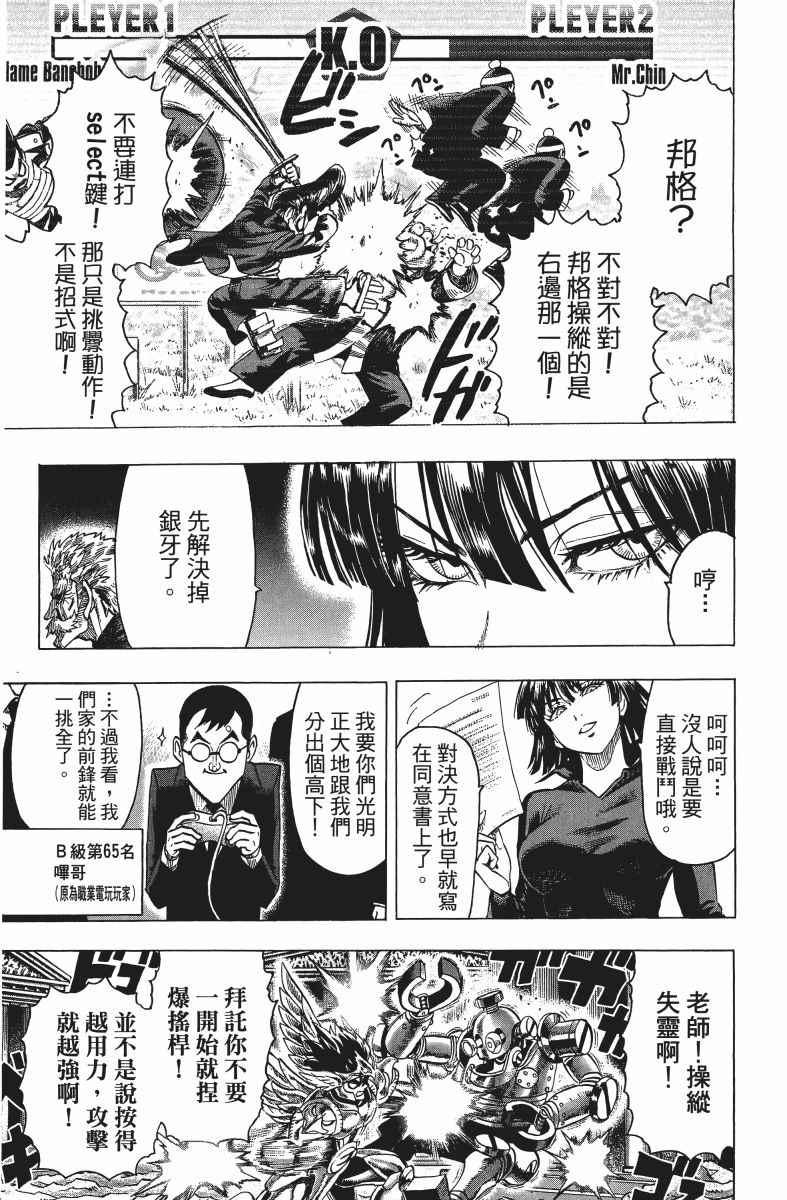 PLEYER1
K.O
PLEYER2
Mr.Chin
邦格？
不對不對！
邦格操縱的是
右邊那一個！
不要連打
select鍵！
那只是挑釁動作！
不是招式啊！
ビシ
ペ°
ペ°
ペ°
ドゴ
哼…
先解決掉
銀牙了。
呵呵呵…
沒人說是要
直接戰鬥哦。
對決方式也早就寫
在同意書上了。
我要你們光明
正大地跟我們
分出個高下！
…不過我看，我
們家的前鋒就能
一挑全了。
Ｂ級第65名
嗶哥
（原為職業電玩玩家）
老師！操縱
失靈啊！
拜託你不要
一開始就捏
爆搖桿！
並不是說按得
越用力，攻擊
就越強啊！